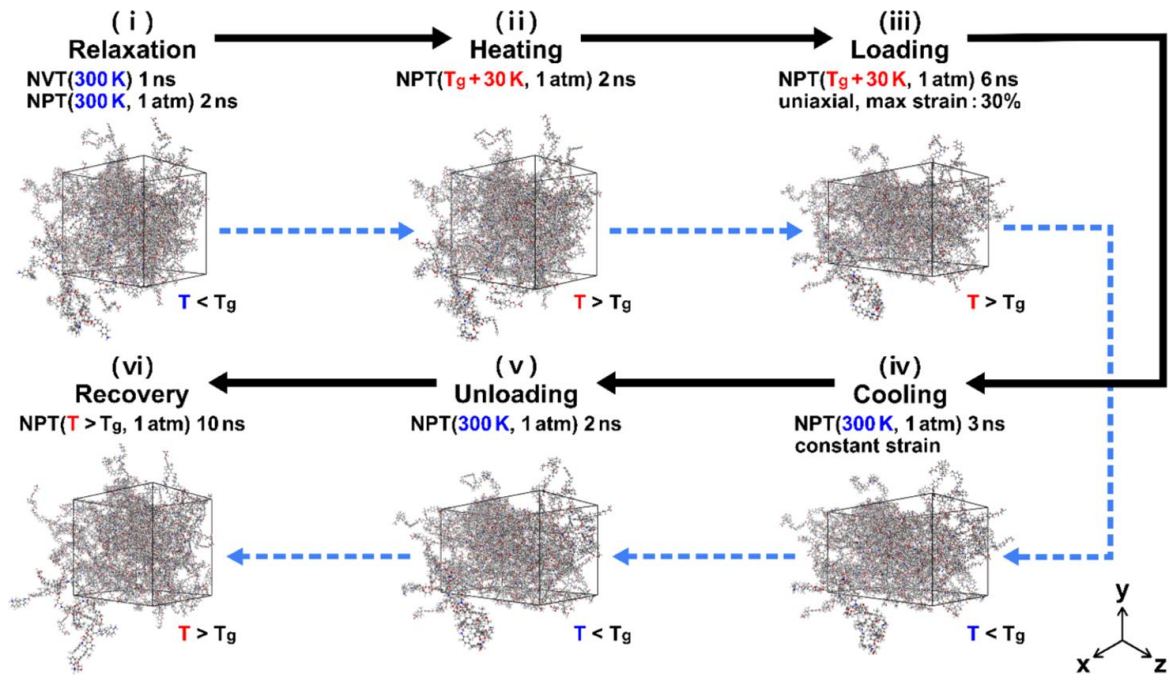 (i)
Relaxation
NVT(300 K) 1 ns
NPT(300 K, 1 atm) 2 ns
T < Tg
(ii)
Heating
NPT(Tg + 30 K, 1 atm) 2 ns
T > Tg
(iii)
Loading
NPT(Tg + 30 K, 1 atm) 6 ns
uniaxial, max strain : 30%
T > Tg
(iv)
Cooling
NPT(300 K, 1 atm) 3 ns
constant strain
T < Tg
(v)
Unloading
NPT(300 K, 1 atm) 2 ns
T < Tg
(vi)
Recovery
NPT(T > Tg, 1 atm) 10 ns
T > Tg
y
x
z